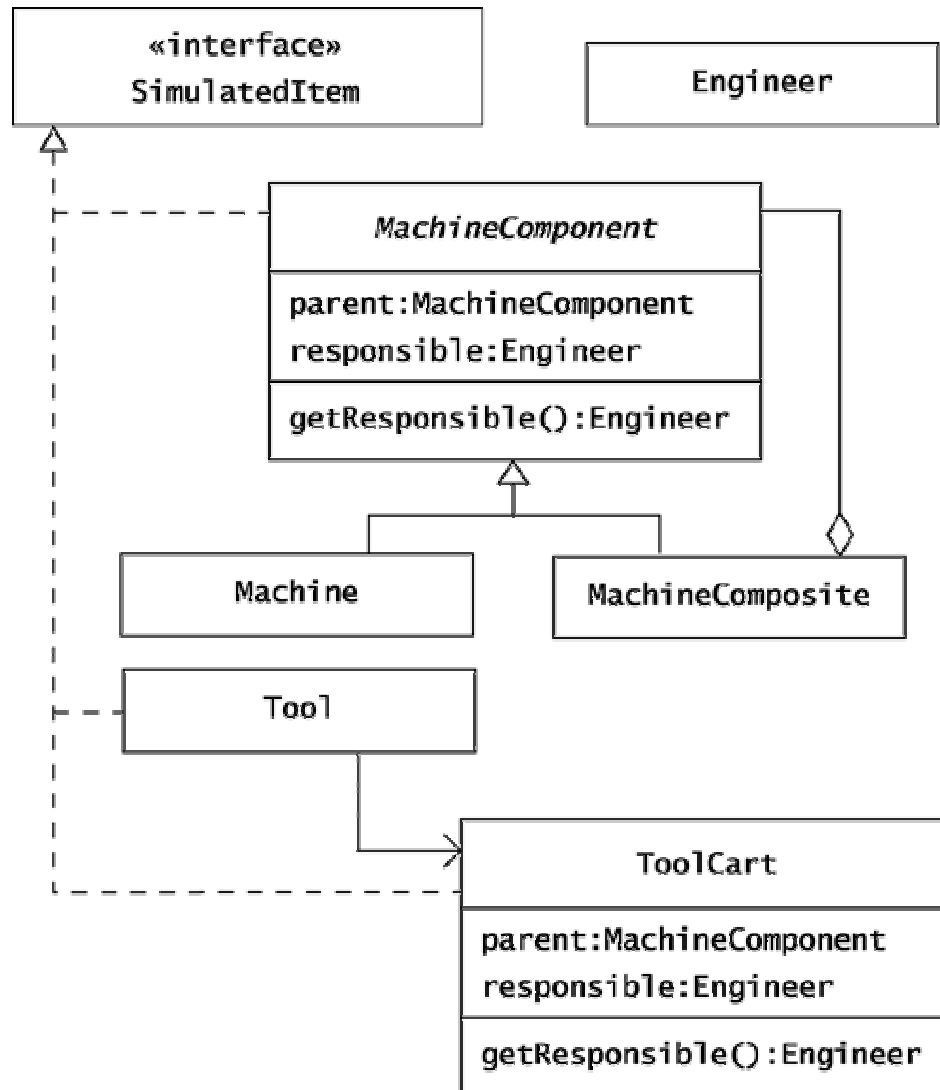 «interface»
SimulatedItem
Engineer
MachineComponent
parent:MachineComponent
responsible:Engineer
getResponsible():Engineer
Machine
MachineComposite
Tool
ToolCart
parent:MachineComponent
responsible:Engineer
getResponsible():Engineer